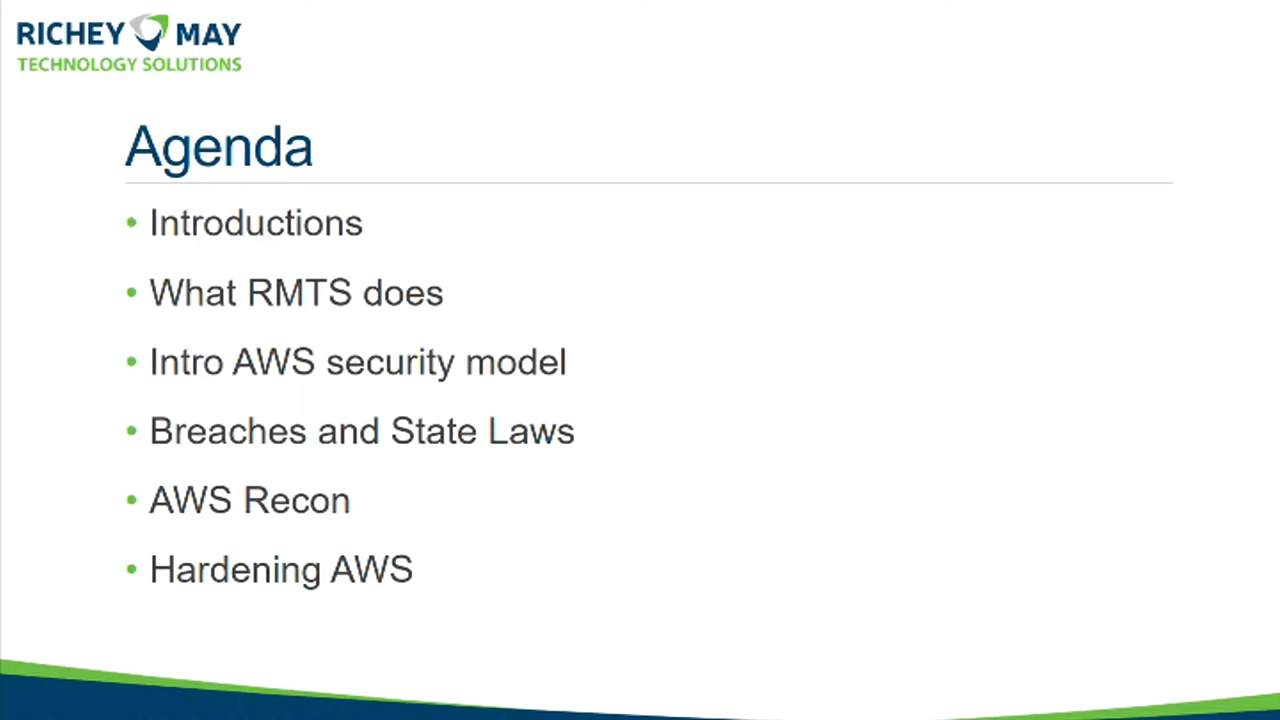 RICHEY MAY
TECHNOLOGY SOLUTIONS
Agenda
• Introductions
• What RMTS does
• Intro AWS security model
• Breaches and State Laws
• AWS Recon
• Hardening AWS